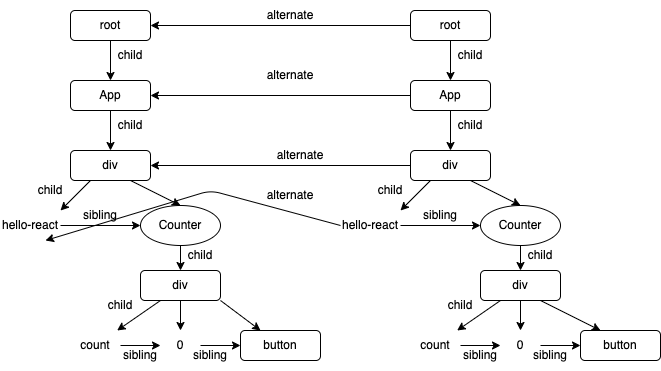 root alternate root
child child
App alternate App
child child
div alternate div
child alternate child
hello-react sibling Counter hello-react sibling Counter
child child
div div
child child
count sibling 0 sibling button count sibling 0 sibling button